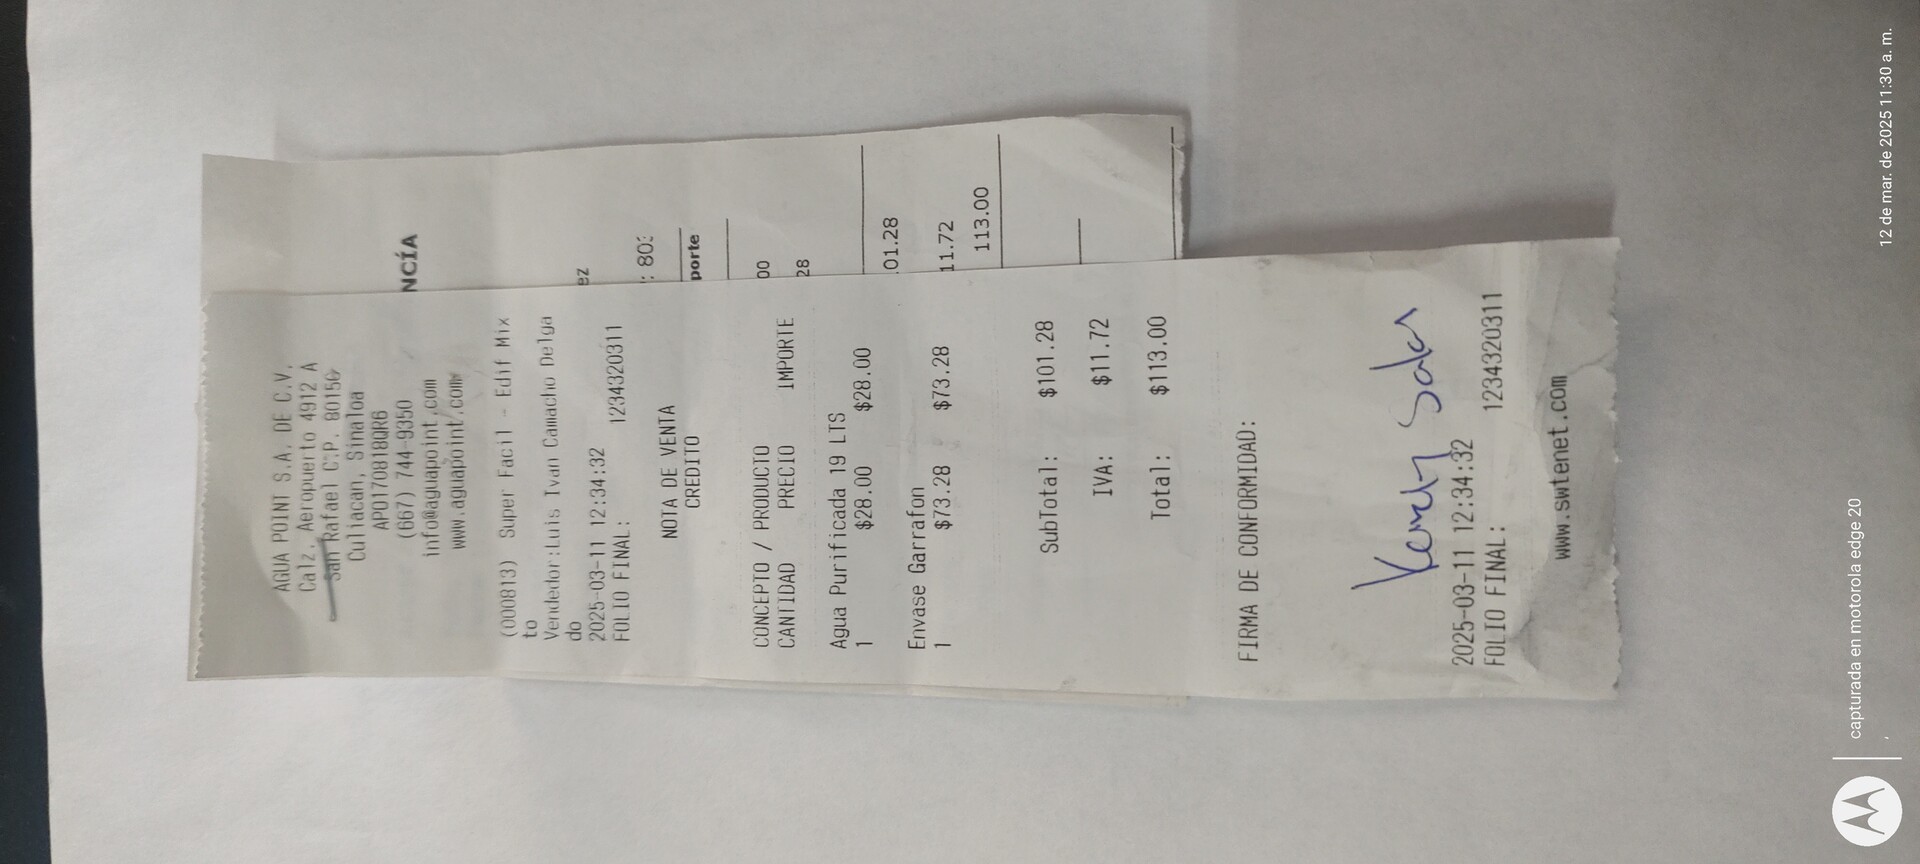 AGUA POINT S.A. DE C.V.
Calz. Aeropuerto 4912 A
San Rafael C.P. 80150
Culiacan, Sinaloa
APO170818QR6
(667) 744-9350
info@aguapoint.com
www.aguapoint.com
(000813) Super Facil - Edif Mix
to
Vendedor:Luis Ivan Camacho Delga
do
2025-03-11 12:34:32
FOLIO FINAL: 1234320311
NOTA DE VENTA
CREDITO
CONCEPTO / PRODUCTO
CANTIDAD PRECIO IMPORTE
Agua Purificada 19 LTS
1 $28.00 $28.00
Envase Garrafon
1 $73.28 $73.28
SubTotal: $101.28
IVA: $11.72
Total: $113.00
FIRMA DE CONFORMIDAD:
2025-03-11 12:34:32
FOLIO FINAL: 1234320311
www.swtenet.com
NCÍA
ez
: 803
porte
00
28
01.28
11.72
113.00
capturada en motorola edge 20
12 de mar. de 2025 11:30 a. m.